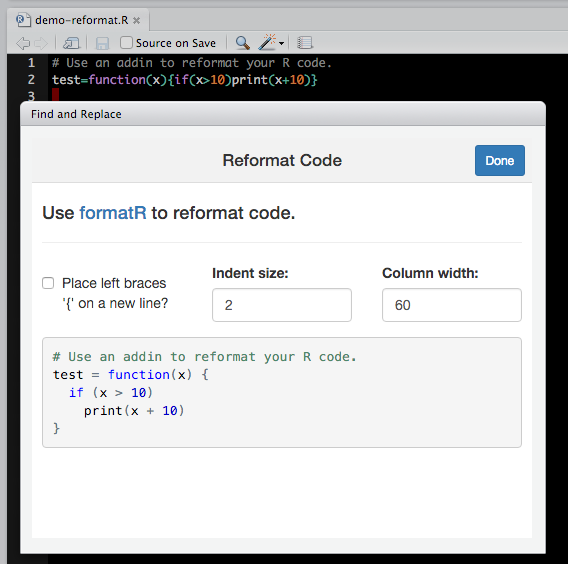 demo-reformat.R ×
Source on Save
1 # Use an addin to reformat your R code.
2 test=function(x){if(x>10)print(x+10)}
3
Find and Replace
Reformat Code
Done
Use formatR to reformat code.
Place left braces
'{' on a new line?
Indent size:
2
Column width:
60
# Use an addin to reformat your R code.
test = function(x) {
  if (x > 10)
    print(x + 10)
}